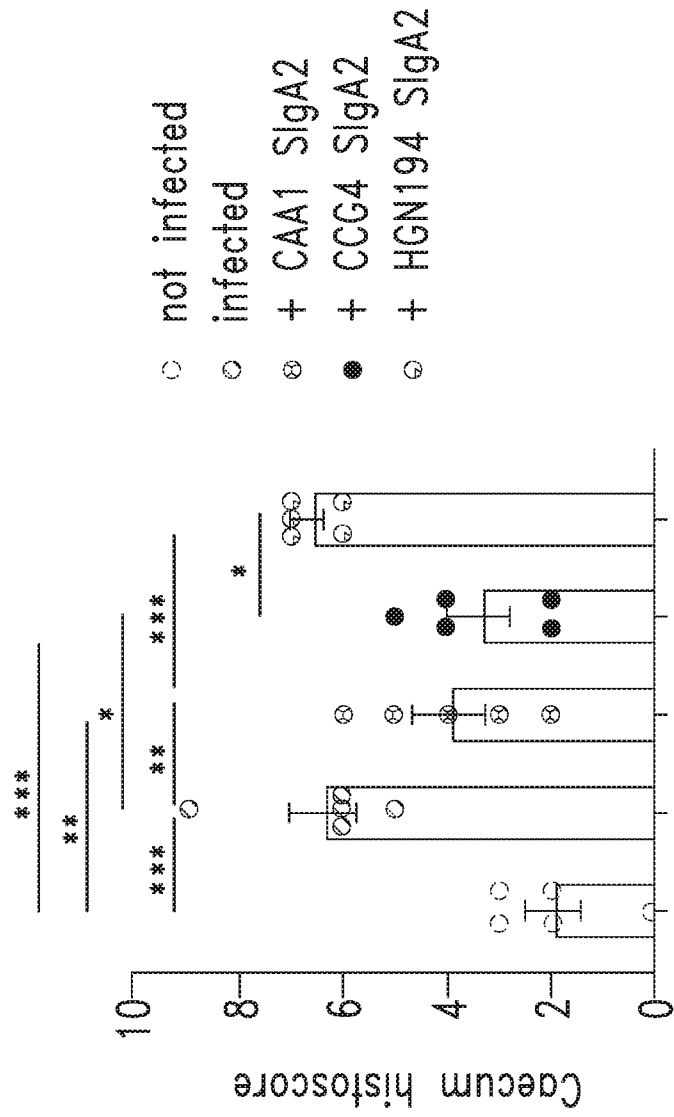 ***
**
*
*** ** ***
*
10
8
6
4
2
0
Caecum histoscore
not infected
infected
+ CAA1 SIgA2
+ CCG4 SIgA2
+ HGN194 SIgA2